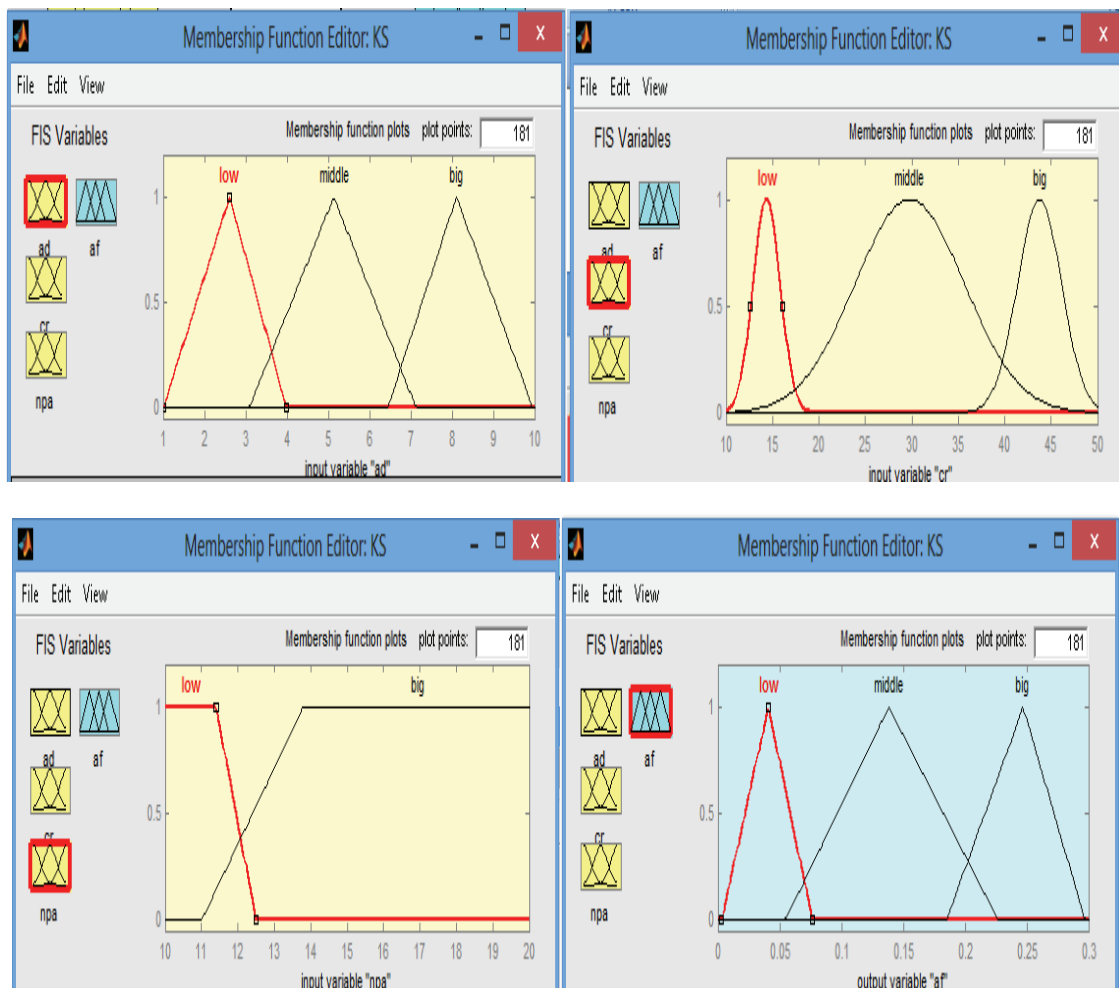 Membership Function Editor: KS
File Edit View
FIS Variables
Membership function plots plot points: 181
ad
af
cr
npa
low middle big
1
0.5
0
1 2 3 4 5 6 7 8 9 10
input variable "ad"
Membership Function Editor: KS
File Edit View
FIS Variables
Membership function plots plot points: 181
ad
af
cr
npa
low middle big
1
0.5
0
10 15 20 25 30 35 40 45 50
input variable "cr"
Membership Function Editor: KS
File Edit View
FIS Variables
Membership function plots plot points: 181
ad
af
cr
npa
low big
1
0.5
0
10 11 12 13 14 15 16 17 18 19 20
input variable "npa"
Membership Function Editor: KS
File Edit View
FIS Variables
Membership function plots plot points: 181
ad
af
cr
npa
low middle big
1
0.5
0
0 0.05 0.1 0.15 0.2 0.25 0.3
output variable "af"